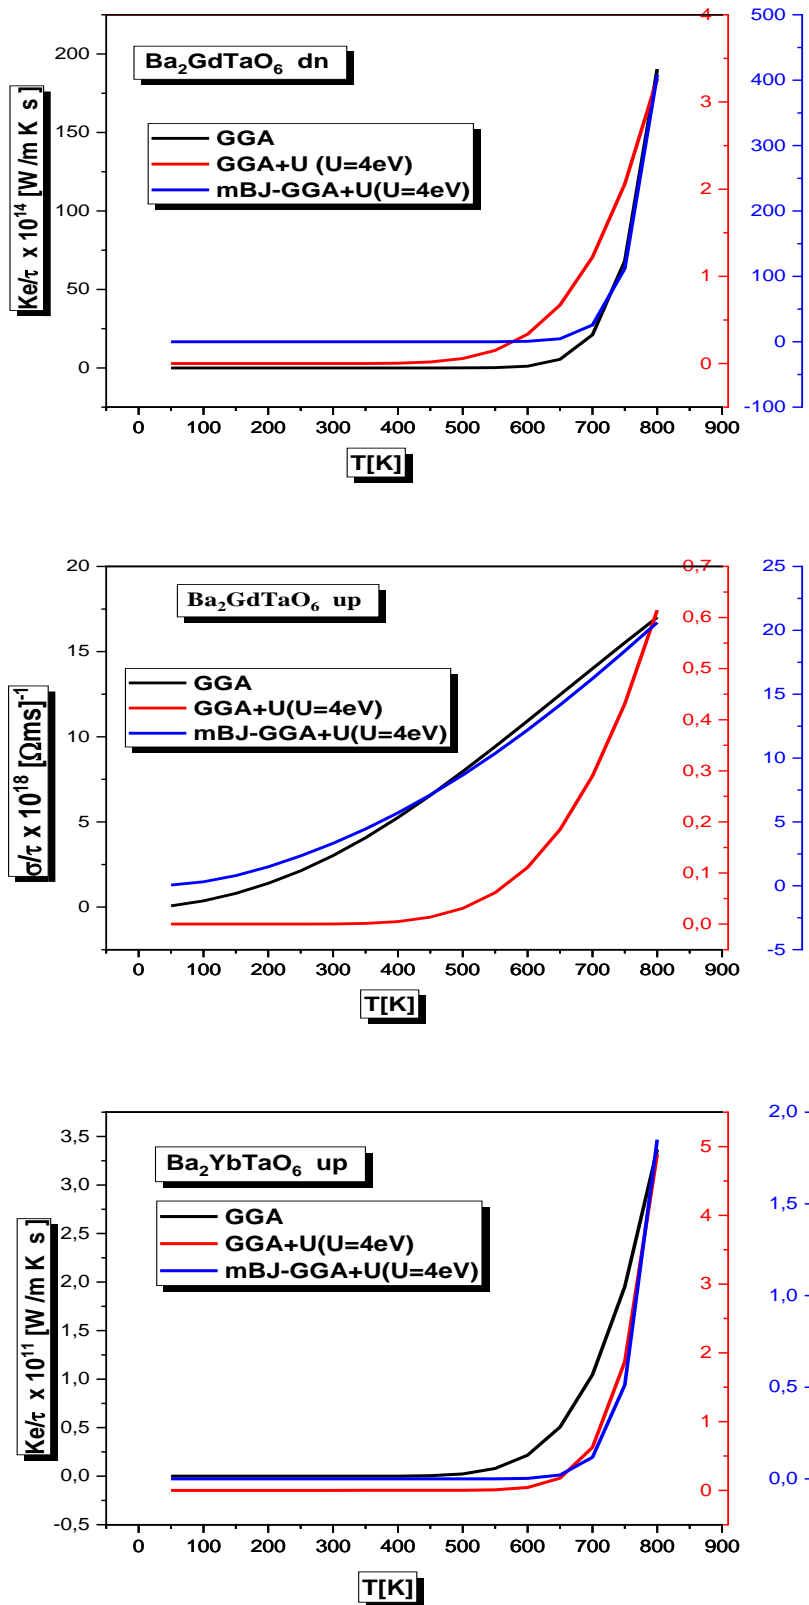 Ba₂GdTaO₆ dn
GGA
GGA+U (U=4eV)
mBJ-GGA+U(U=4eV)
Ke/τ x 10¹⁴ [W /m K s]
200
150
100
50
0
4
3
2
1
0
500
400
300
200
100
0
-100
0 100 200 300 400 500 600 700 800 900
T[K]
Ba₂GdTaO₆ up
GGA
GGA+U(U=4eV)
mBJ-GGA+U(U=4eV)
σ/τ x 10¹⁸ [Ωms]⁻¹
20
15
10
5
0
0,7
0,6
0,5
0,4
0,3
0,2
0,1
0,0
25
20
15
10
5
0
-5
0 100 200 300 400 500 600 700 800 900
T[K]
Ba₂YbTaO₆ up
GGA
GGA+U(U=4eV)
mBJ-GGA+U(U=4eV)
Ke/τ x 10¹¹ [W /m K s]
3,5
3,0
2,5
2,0
1,5
1,0
0,5
0,0
-0,5
5
4
3
2
1
0
2,0
1,5
1,0
0,5
0,0
0 100 200 300 400 500 600 700 800 900
T[K]